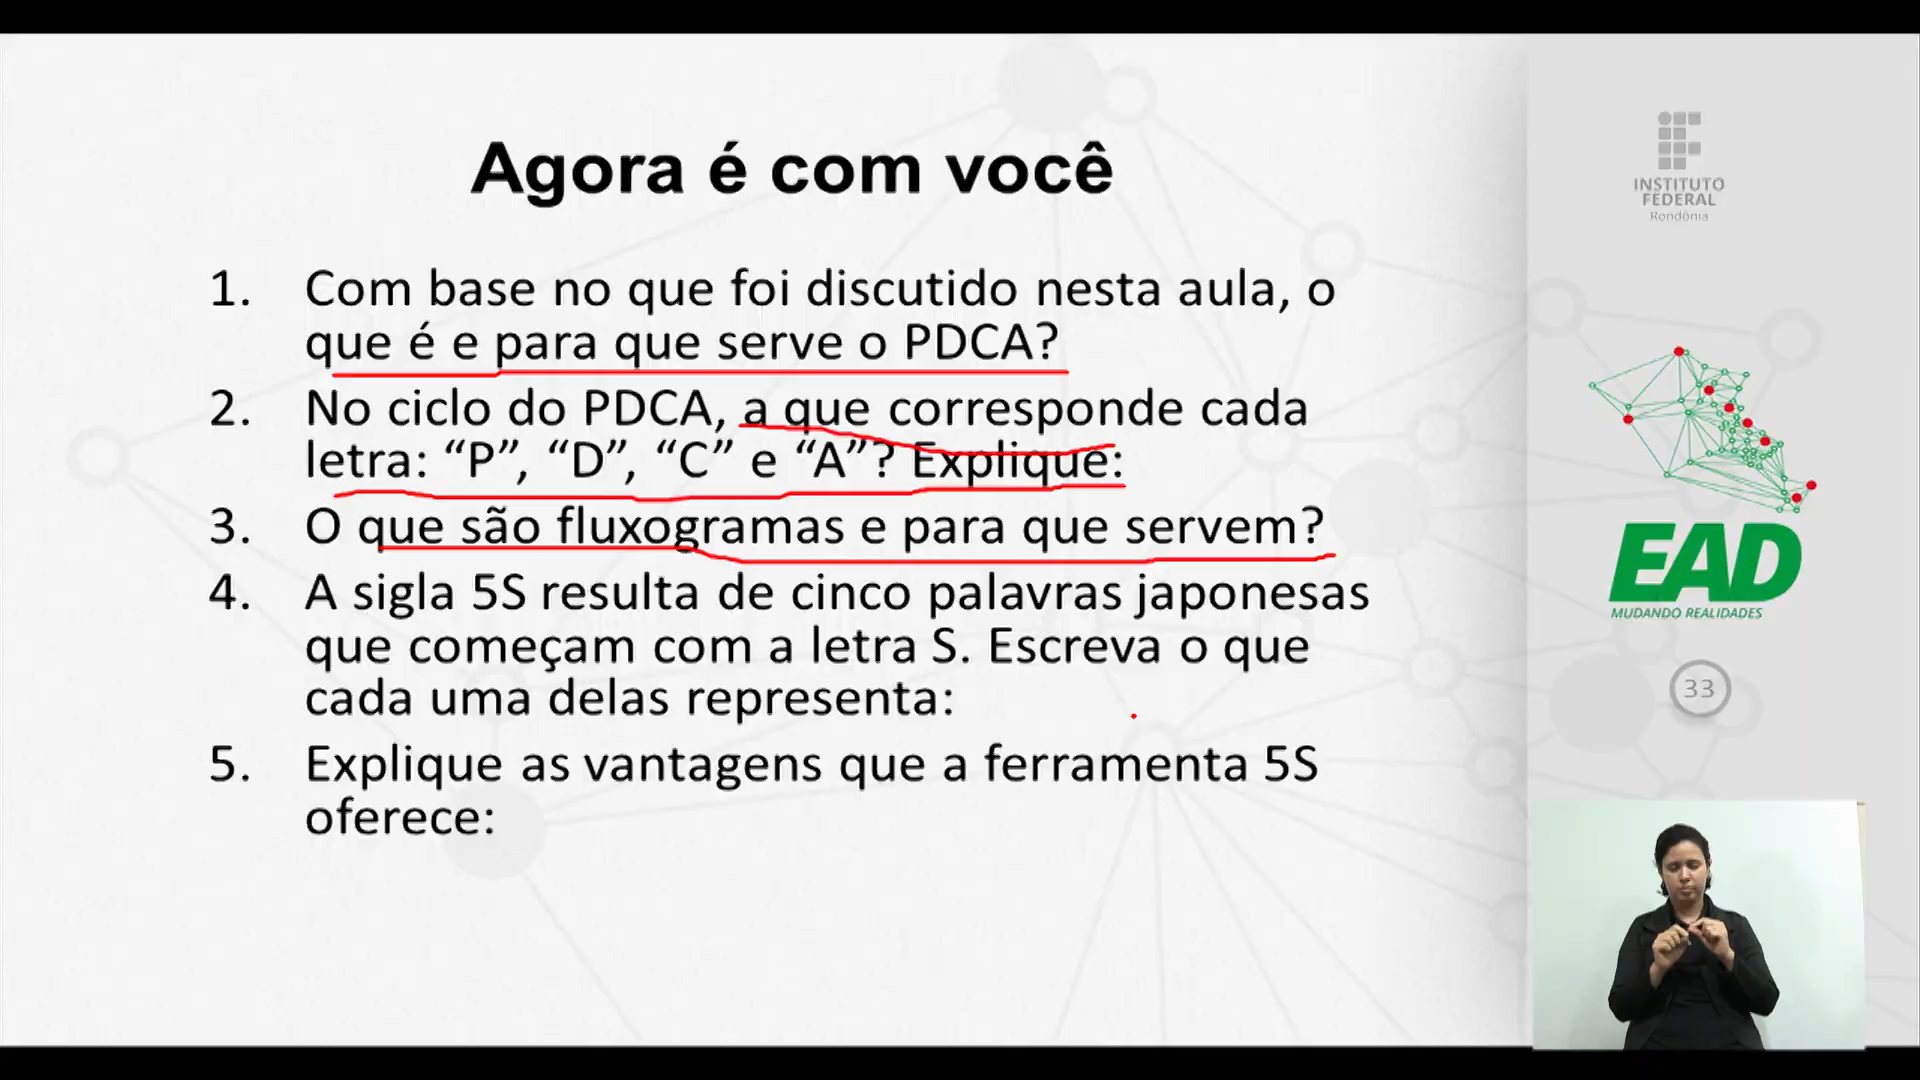 Agora é com você
1. Com base no que foi discutido nesta aula, o
que é e para que serve o PDCA?
2. No ciclo do PDCA, a que corresponde cada
letra: “P”, “D”, “C” e “A”? Explique:
3. O que são fluxogramas e para que servem?
4. A sigla 5S resulta de cinco palavras japonesas
que começam com a letra S. Escreva o que
cada uma delas representa:
5. Explique as vantagens que a ferramenta 5S
oferece:
INSTITUTO
FEDERAL
Rondônia
EAD
MUDANDO REALIDADES
33